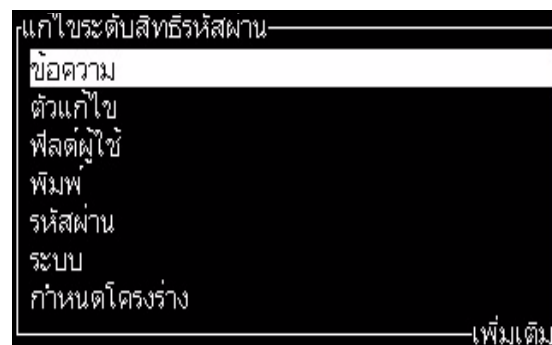 แก้ไขระดับสิทธิ์รหัสผ่าน
ข้อความ
ตัวแก้ไข
ฟิลด์ผู้ใช้
พิมพ์
รหัสผ่าน
ระบบ
กำหนดโครงร่าง
เพิ่มเติม